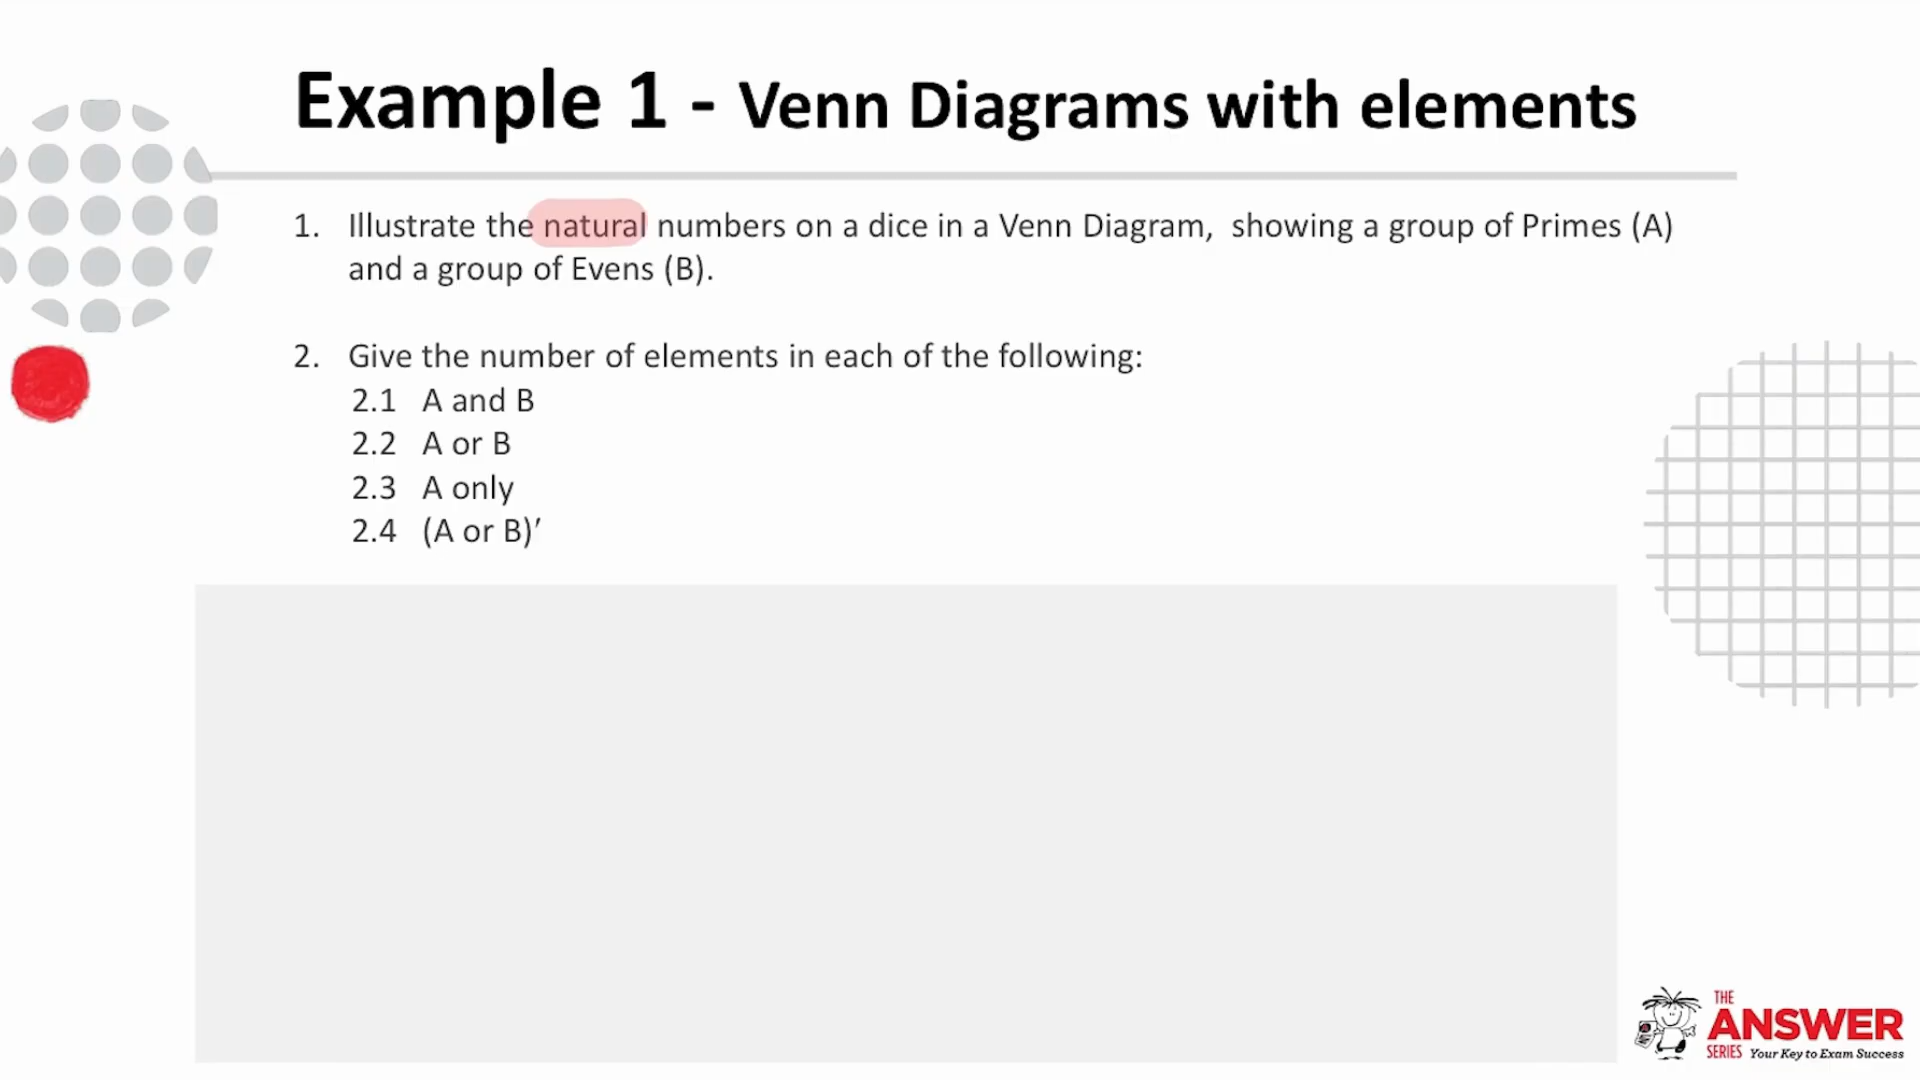 Example 1 - Venn Diagrams with elements
1. Illustrate the natural numbers on a dice in a Venn Diagram, showing a group of Primes (A)
and a group of Evens (B).
2. Give the number of elements in each of the following:
2.1 A and B
2.2 A or B
2.3 A only
2.4 (A or B)′
THE
ANSWER
SERIES Your Key to Exam Success